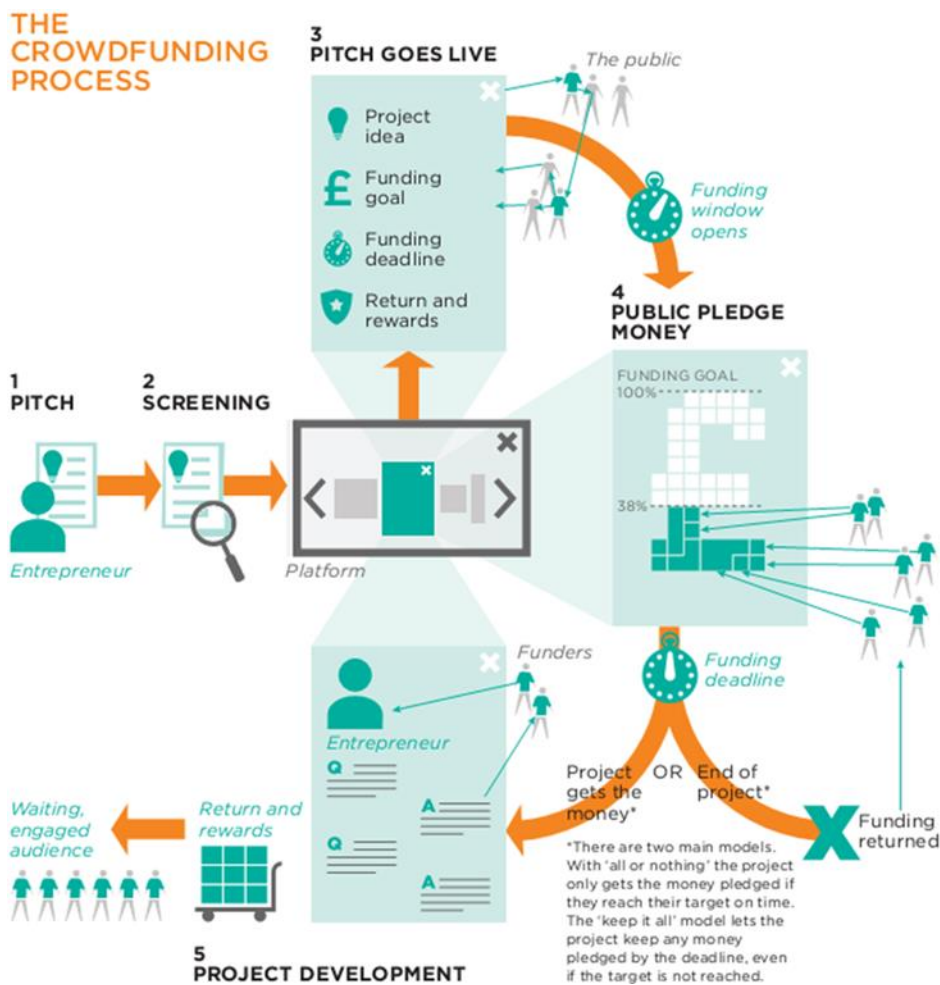 THE
CROWDFUNDING
PROCESS
1
PITCH
Entrepreneur
2
SCREENING
Platform
3
PITCH GOES LIVE
Project
idea
£
Funding
goal
Funding
deadline
Return and
rewards
The public
Funding
window
opens
4
PUBLIC PLEDGE
MONEY
FUNDING GOAL
100%
38%
Funding
deadline
Project
gets the
money*
OR
End of
project*
Funding
returned
*There are two main models.
With 'all or nothing' the project
only gets the money pledged if
they reach their target on time.
The 'keep it all' model lets the
project keep any money
pledged by the deadline, even
if the target is not reached.
Funders
Entrepreneur
Q
A
Q
A
5
PROJECT DEVELOPMENT
Return and
rewards
Waiting,
engaged
audience